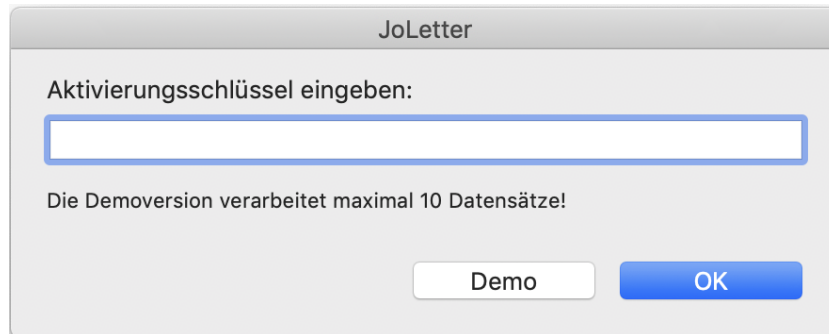 JoLetter
Aktivierungsschlüssel eingeben:
Die Demoversion verarbeitet maximal 10 Datensätze!
Demo
OK